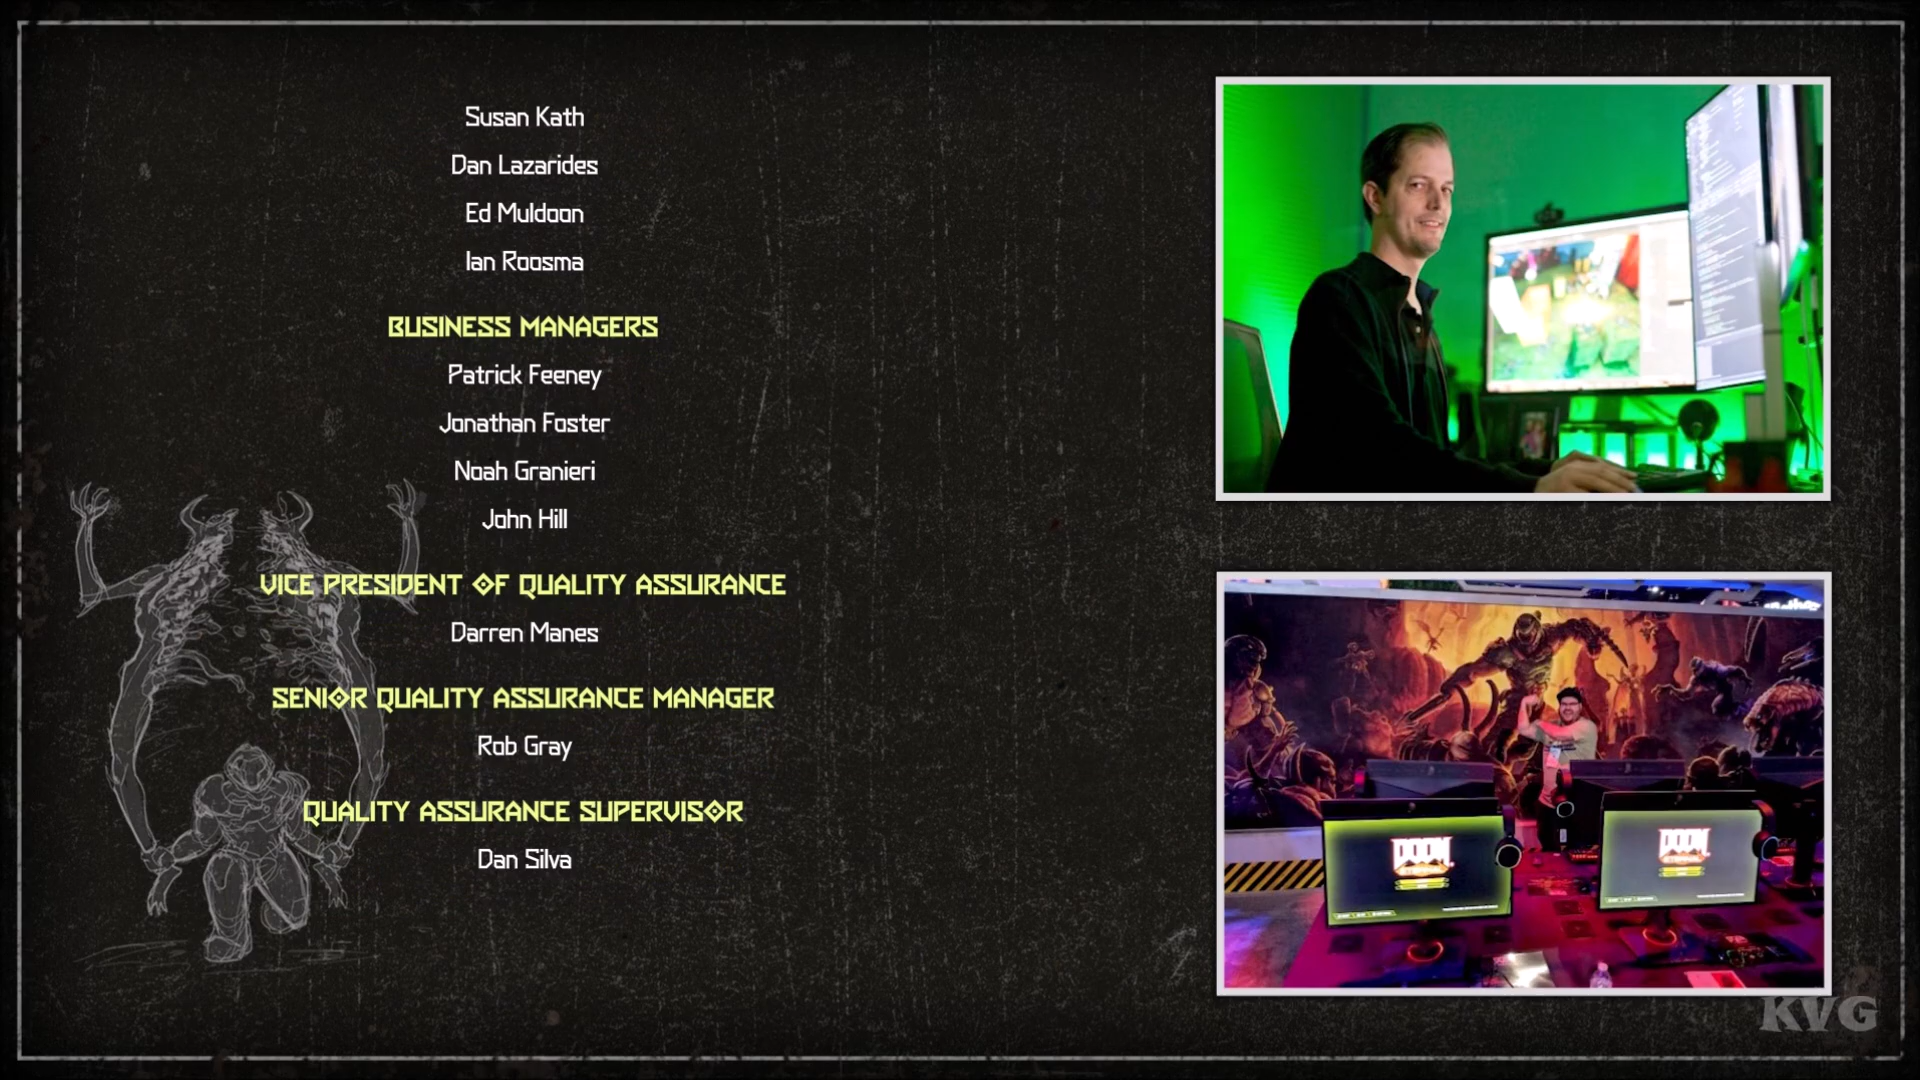 Susan Kath
Dan Lazarides
Ed Muldoon
Ian Roosma
BUSINESS MANAGERS
Patrick Feeney
Jonathan Foster
Noah Granieri
John Hill
VICE PRESIDENT OF QUALITY ASSURANCE
Darren Manes
SENIOR QUALITY ASSURANCE MANAGER
Rob Gray
QUALITY ASSURANCE SUPERVISOR
Dan Silva
DOOM
ETERNAL
DOOM
ETERNAL
KVG